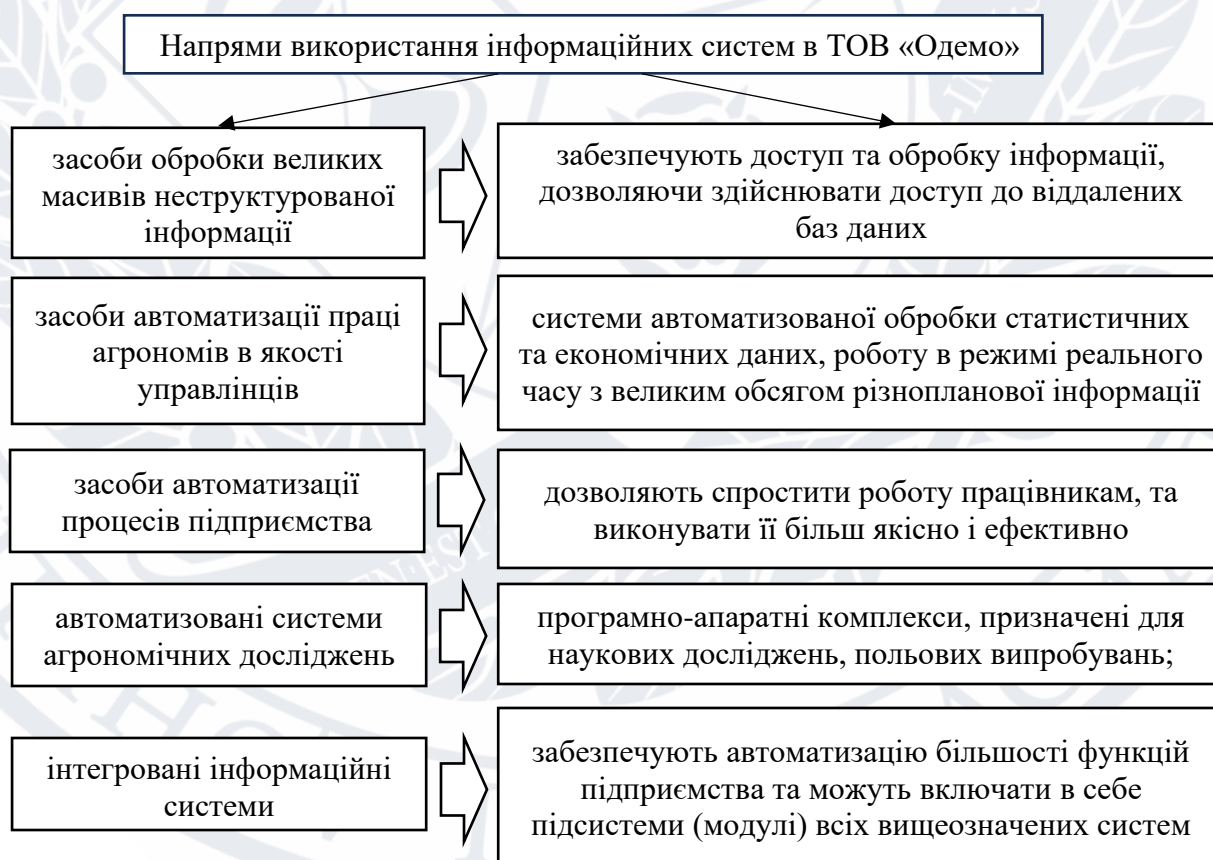 Напрями використання інформаційних систем в ТОВ «Одемо»
засоби обробки великих
масивів неструктурованої
інформації
забезпечують доступ та обробку інформації,
дозволяючи здійснювати доступ до віддалених
баз даних
засоби автоматизації праці
агрономів в якості
управлінців
системи автоматизованої обробки статистичних
та економічних даних, роботу в режимі реального
часу з великим обсягом різнопланової інформації
засоби автоматизації
процесів підприємства
дозволяють спростити роботу працівникам, та
виконувати її більш якісно і ефективно
автоматизовані системи
агрономічних досліджень
програмно-апаратні комплекси, призначені для
наукових досліджень, польових випробувань;
інтегровані інформаційні
системи
забезпечують автоматизацію більшості функцій
підприємства та можуть включати в себе
підсистеми (модулі) всіх вищеозначених систем